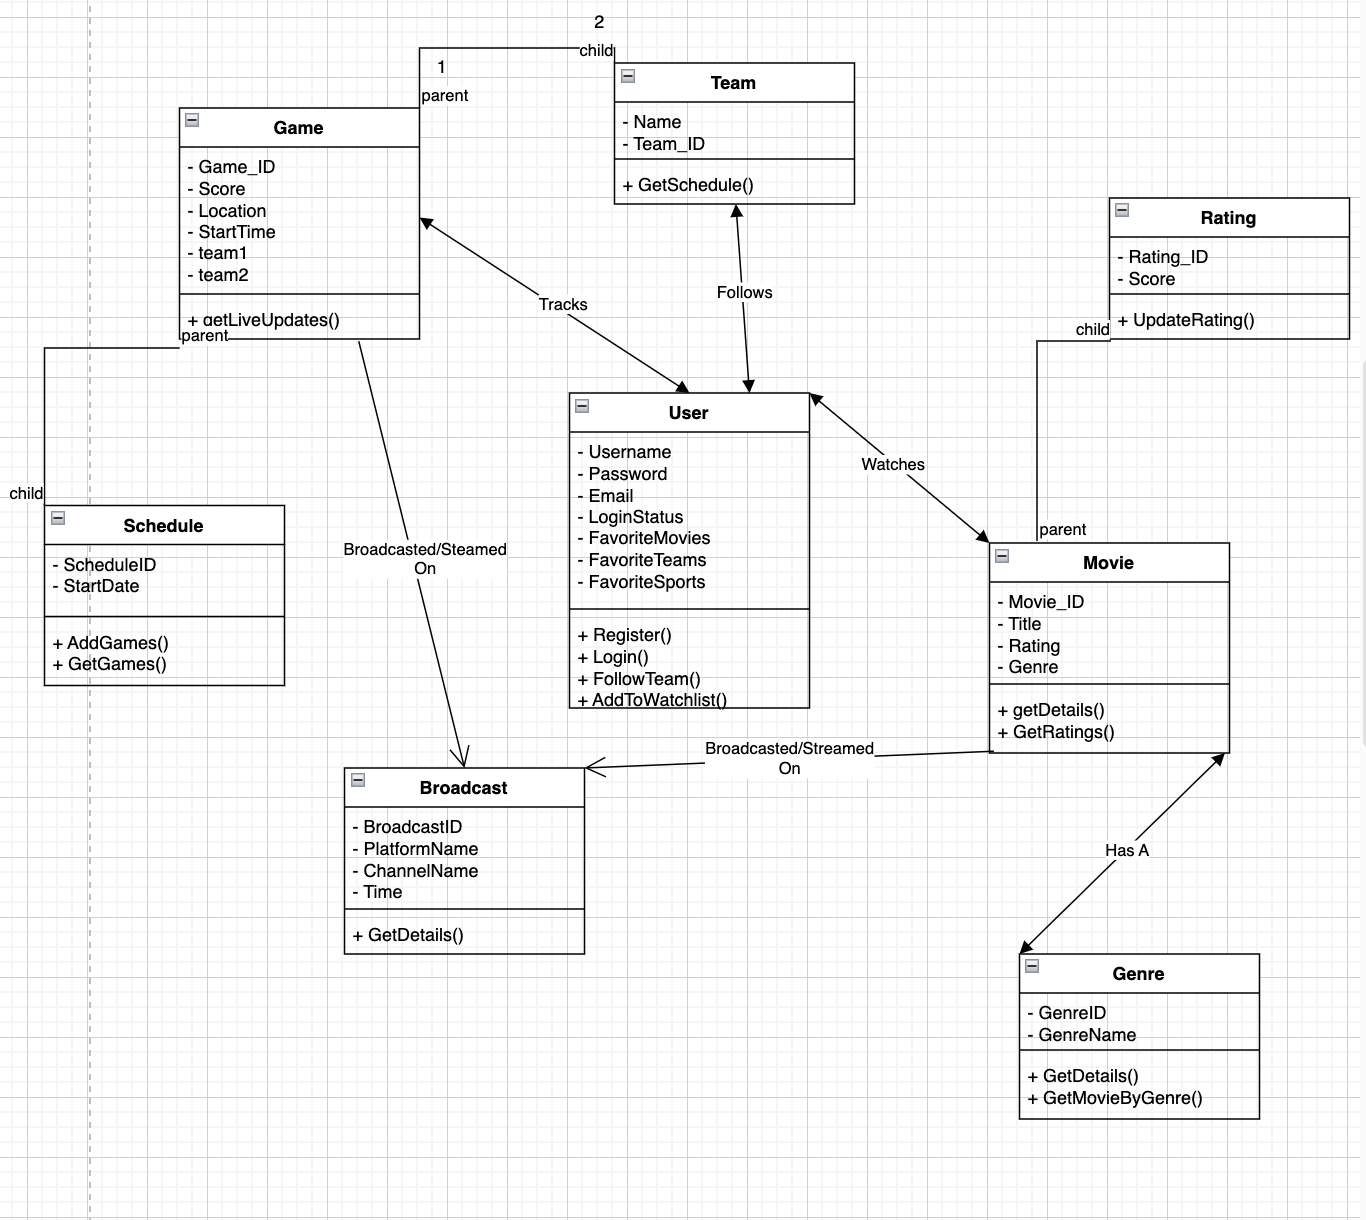 2
child
1
parent
Team
- Name
- Team_ID
+ GetSchedule()
Game
- Game_ID
- Score
- Location
- StartTime
- team1
- team2
+ getLiveUpdates()
parent
Rating
- Rating_ID
- Score
+ UpdateRating()
child
Follows
Tracks
User
- Username
- Password
- Email
- LoginStatus
- FavoriteMovies
- FavoriteTeams
- FavoriteSports
+ Register()
+ Login()
+ FollowTeam()
+ AddToWatchlist()
Watches
child
Schedule
- ScheduleID
- StartDate
+ AddGames()
+ GetGames()
Broadcasted/Steamed
On
parent
Movie
- Movie_ID
- Title
- Rating
- Genre
+ getDetails()
+ GetRatings()
Broadcasted/Streamed
On
Broadcast
- BroadcastID
- PlatformName
- ChannelName
- Time
+ GetDetails()
Has A
Genre
- GenreID
- GenreName
+ GetDetails()
+ GetMovieByGenre()